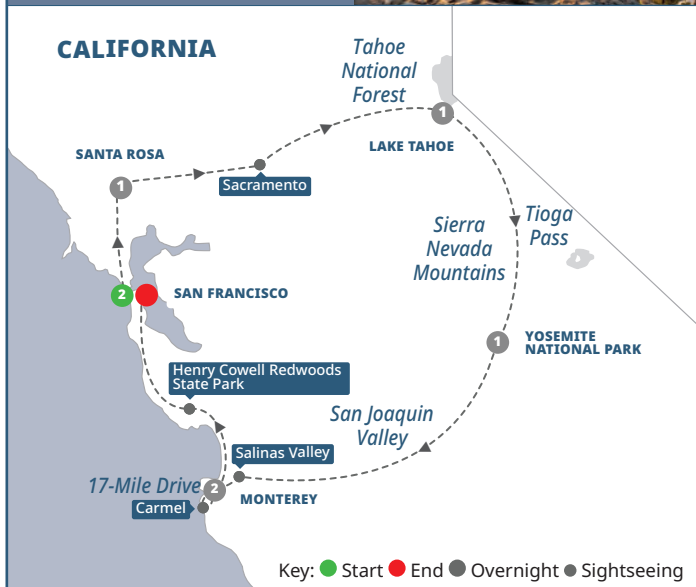 CALIFORNIA
Tahoe
National
Forest
1
LAKE TAHOE
SANTA ROSA
1
Sacramento
Tioga
Pass
Sierra
Nevada
Mountains
2
SAN FRANCISCO
1
YOSEMITE
NATIONAL PARK
Henry Cowell Redwoods
State Park
San Joaquin
Valley
Salinas Valley
17-Mile Drive
2
MONTEREY
Carmel
Key: Start End Overnight Sightseeing